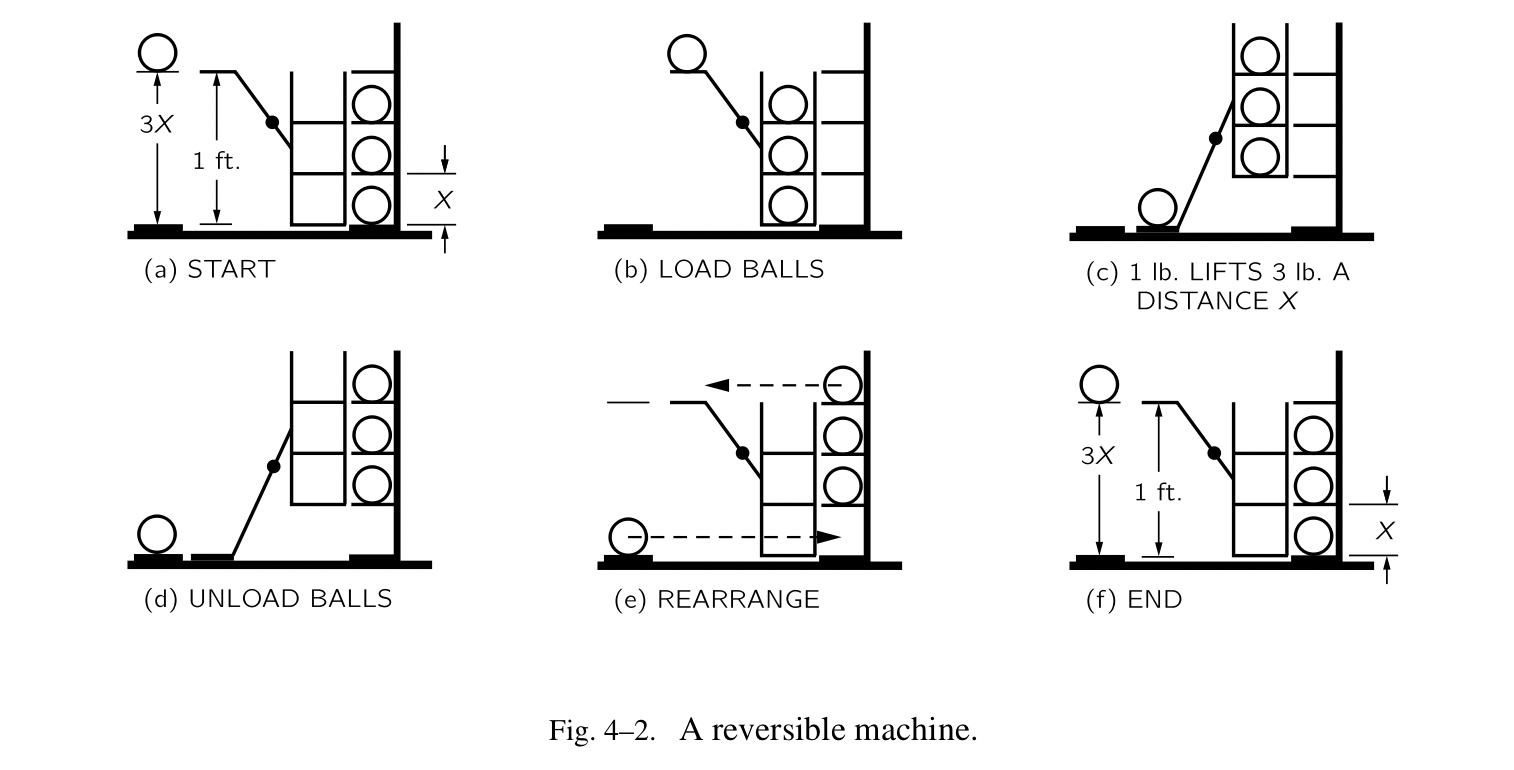 3X
1 ft.
X
(a) START
(b) LOAD BALLS
(c) 1 lb. LIFTS 3 lb. A
DISTANCE X
(d) UNLOAD BALLS
(e) REARRANGE
3X
1 ft.
X
(f) END
Fig. 4–2. A reversible machine.